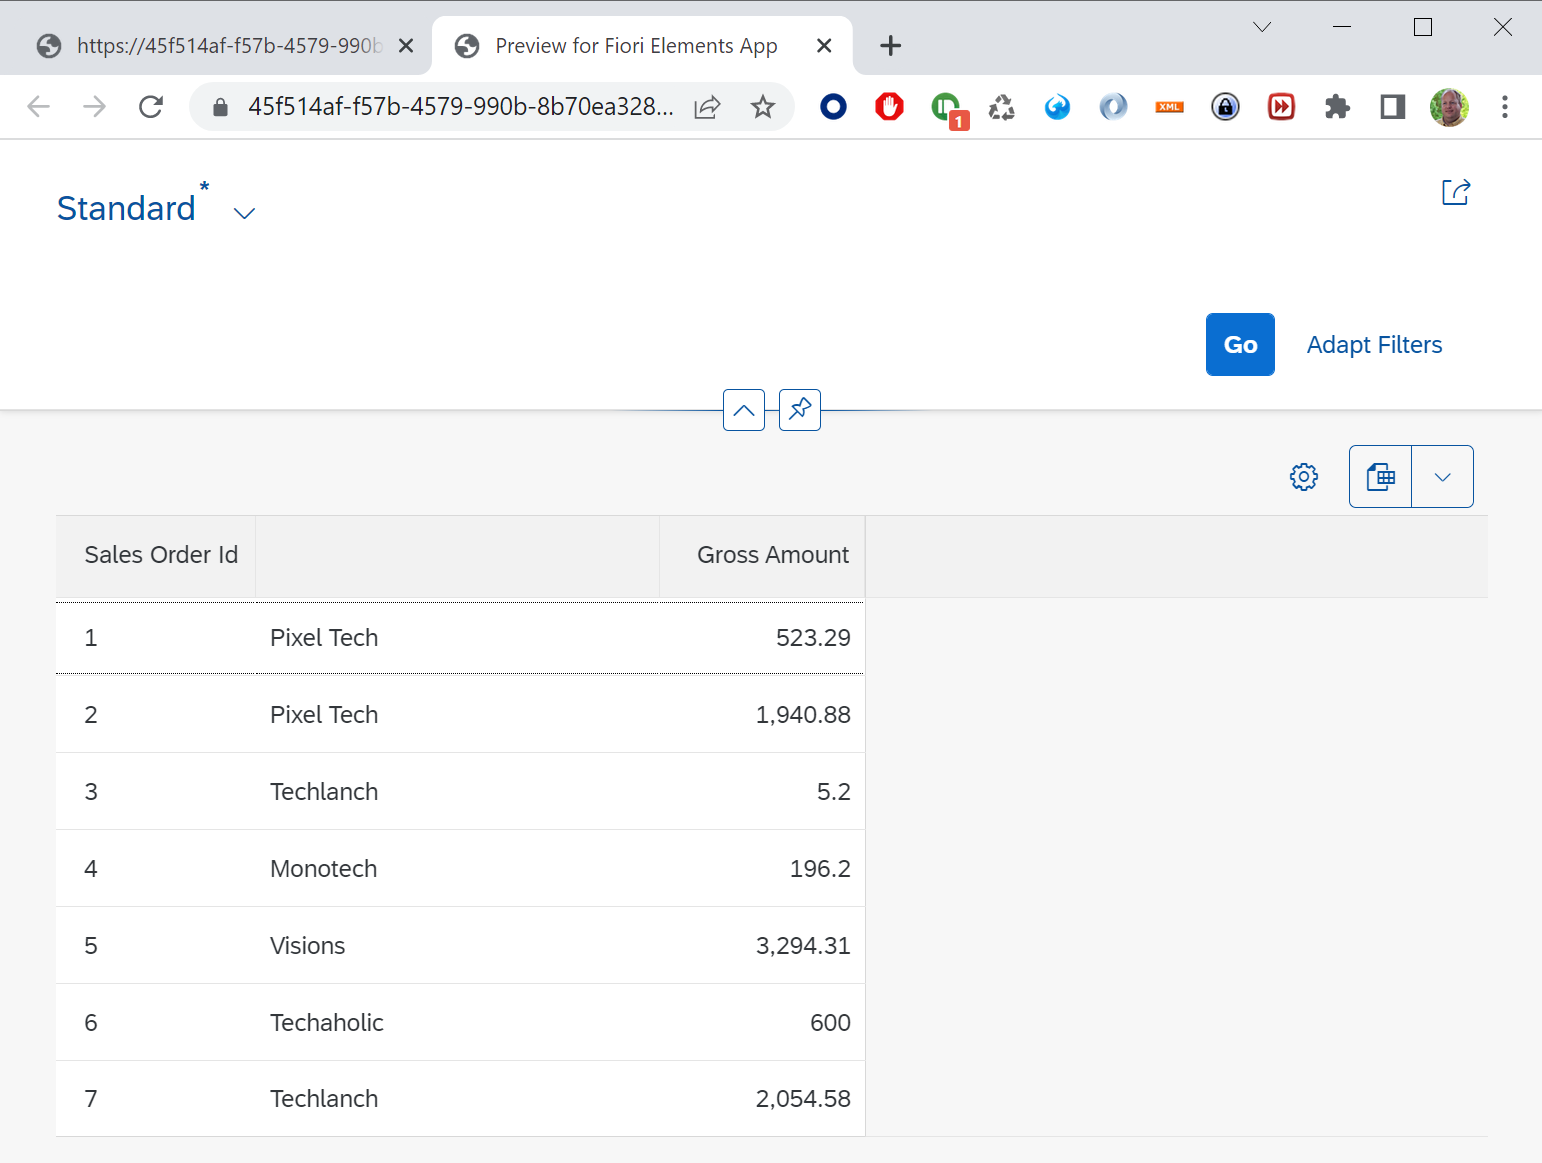 https://45f514af-f57b-4579-990b
Preview for Fiori Elements App
45f514af-f57b-4579-990b-8b70ea328...
1
XML
Standard*
Go
Adapt Filters
Sales Order Id
Gross Amount
1 Pixel Tech 523.29
2 Pixel Tech 1,940.88
3 Techlanch 5.2
4 Monotech 196.2
5 Visions 3,294.31
6 Techaholic 600
7 Techlanch 2,054.58